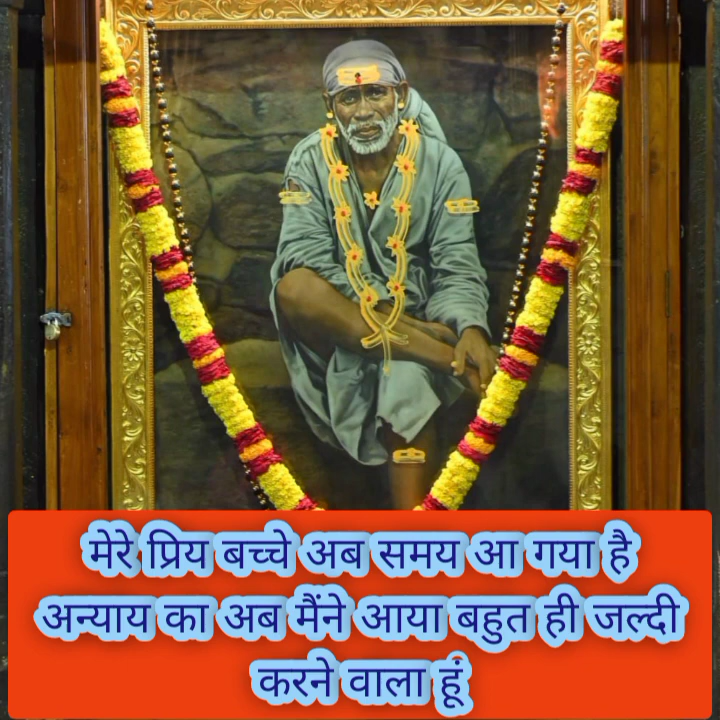 मेरे प्रिय बच्चे अब समय आ गया है
अन्याय का अब मैंने आया बहुत ही जल्दी
करने वाला हूं